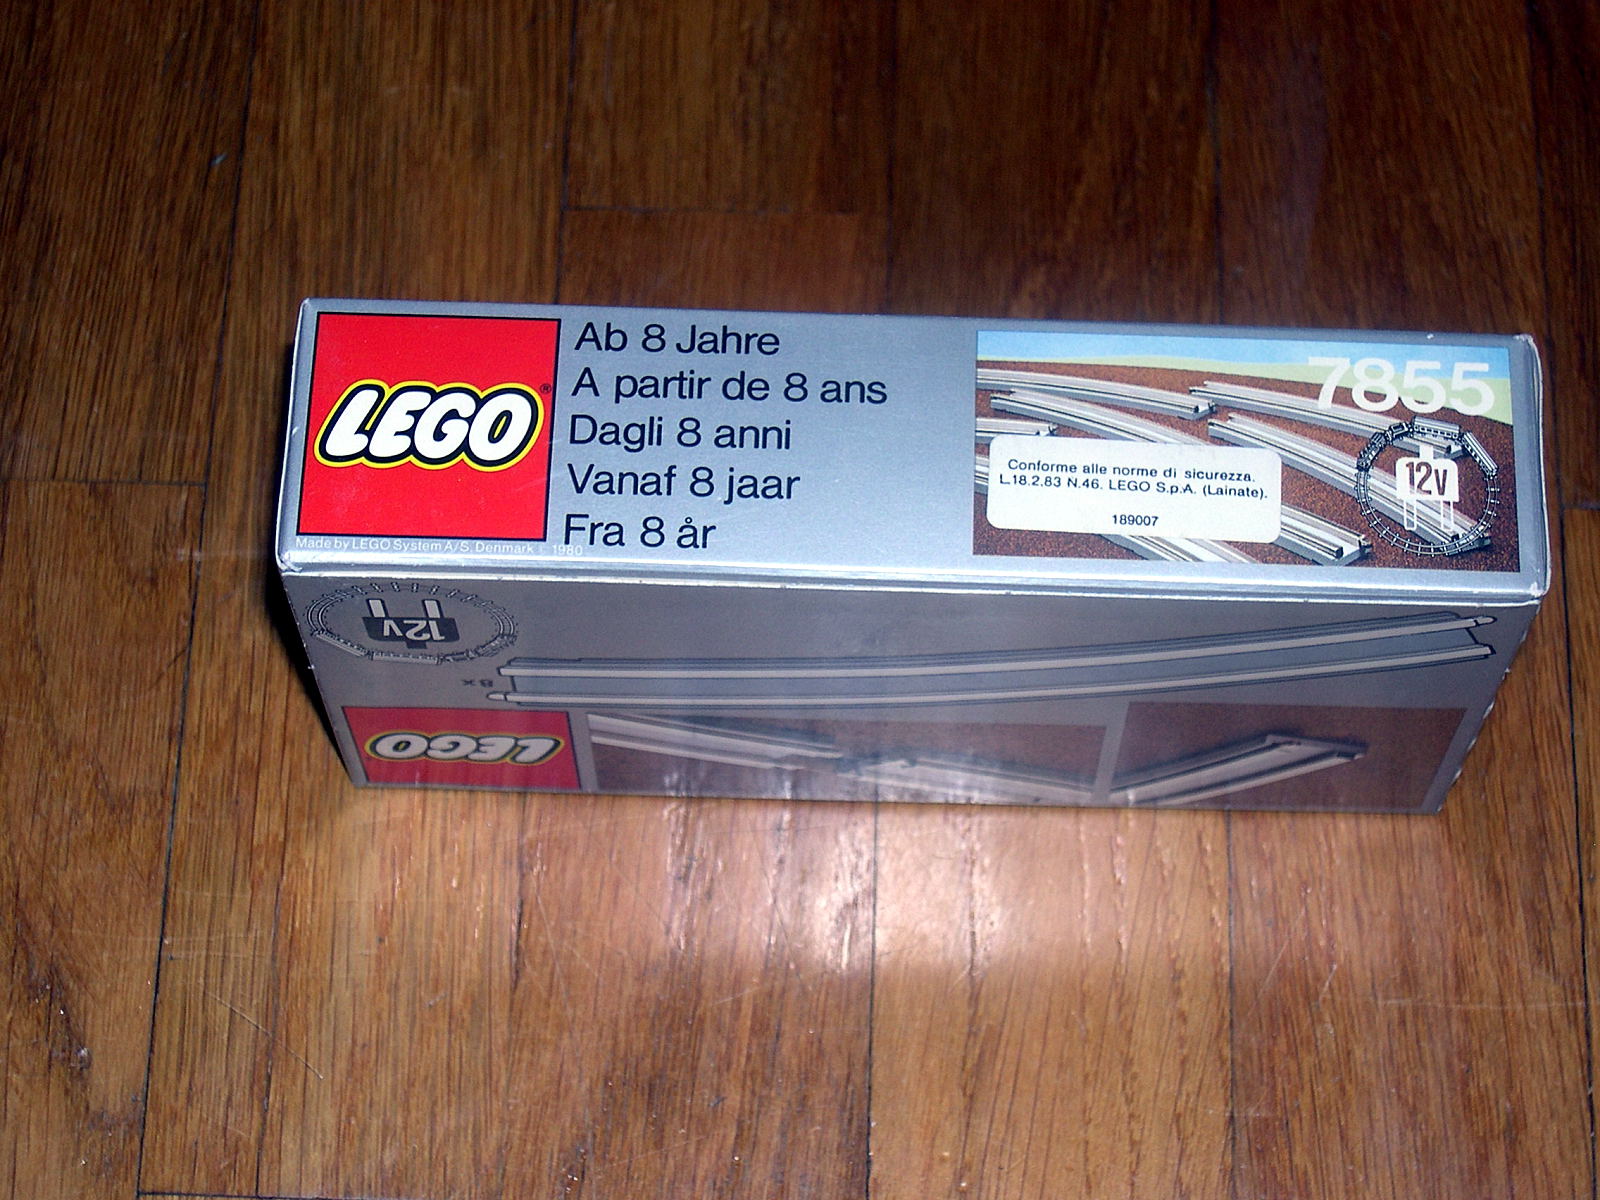 LEGO®
Ab 8 Jahre
A partir de 8 ans
Dagli 8 anni
Vanaf 8 jaar
Fra 8 år
Made by LEGO System A/S, Denmark © 1980
7855
12v
Conforme alle norme di sicurezza.
L.18.2.83 N.46. LEGO S.p.A. (Lainate).
189007
12v
8x
LEGO